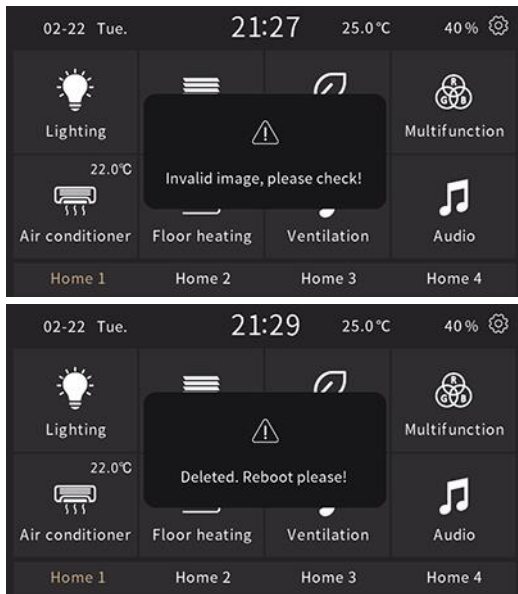 02-22 Tue. 21:27 25.0℃ 40%
R
G B
Lighting Multifunction
Invalid image, please check!
22.0℃
Air conditioner Floor heating Ventilation Audio
Home 1 Home 2 Home 3 Home 4
02-22 Tue. 21:29 25.0℃ 40%
R
G B
Lighting Multifunction
Deleted. Reboot please!
22.0℃
Air conditioner Floor heating Ventilation Audio
Home 1 Home 2 Home 3 Home 4